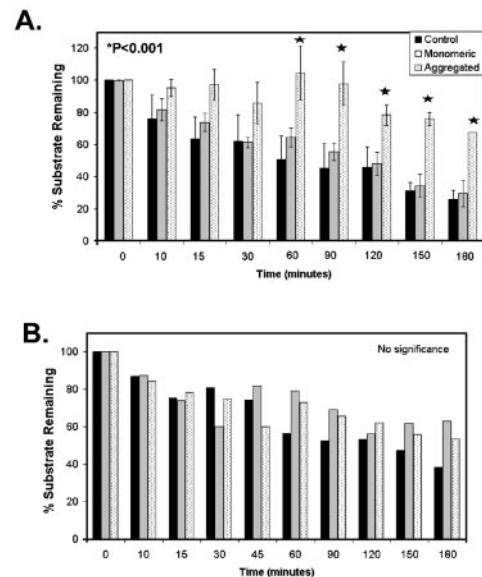 A.
*P<0.001
Control
Monomeric
Aggregated
% Substrate Remaining
120
100
80
60
40
20
0
0 10 15 30 60 90 120 150 180
Time (minutes)
B.
No significance
% Substrate Remaining
100
80
60
40
20
0
0 10 15 30 45 60 90 120 150 180
Time (minutes)